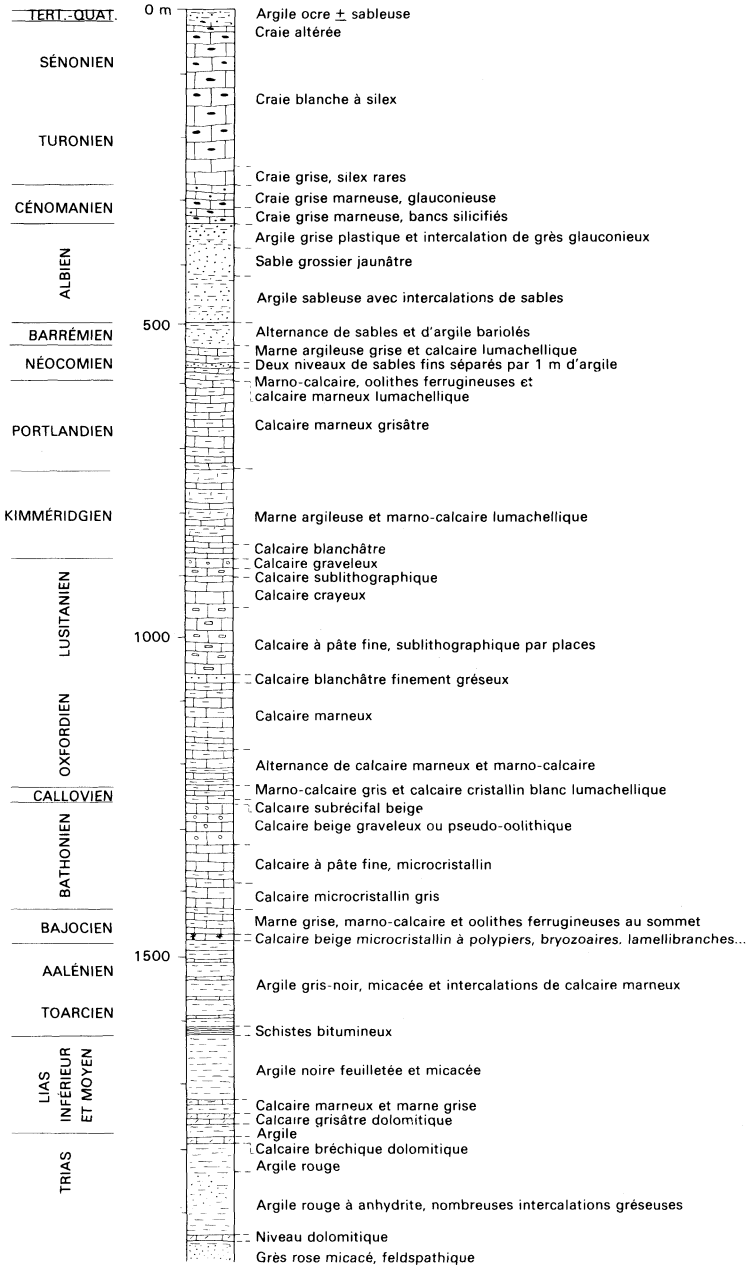 TERT.-QUAT.
0 m
Argile ocre ± sableuse
Craie altérée
SÉNONIEN
Craie blanche à silex
TURONIEN
Craie grise, silex rares
Craie grise marneuse, glauconieuse
CÉNOMANIEN
Craie grise marneuse, bancs silicifiés
Argile grise plastique et intercalation de grès glauconieux
ALBIEN
Sable grossier jaunâtre
Argile sableuse avec intercalations de sables
500
BARRÉMIEN
Alternance de sables et d'argile bariolés
Marne argileuse grise et calcaire lumachellique
NÉOCOMIEN
Deux niveaux de sables fins séparés par 1 m d'argile
Marno-calcaire, oolithes ferrugineuses et
calcaire marneux lumachellique
PORTLANDIEN
Calcaire marneux grisâtre
KIMMÉRIDGIEN
Marne argileuse et marno-calcaire lumachellique
Calcaire blanchâtre
Calcaire graveleux
Calcaire sublithographique
LUSITANIEN
Calcaire crayeux
1000
Calcaire à pâte fine, sublithographique par places
Calcaire blanchâtre finement gréseux
OXFORDIEN
Calcaire marneux
Alternance de calcaire marneux et marno-calcaire
Marno-calcaire gris et calcaire cristallin blanc lumachellique
CALLOVIEN
Calcaire subrécifal beige
Calcaire beige graveleux ou pseudo-oolithique
BATHONIEN
Calcaire à pâte fine, microcristallin
Calcaire microcristallin gris
Marne grise, marno-calcaire et oolithes ferrugineuses au sommet
BAJOCIEN
Calcaire beige microcristallin à polypiers, bryozoaires, lamellibranches...
1500
AALÉNIEN
Argile gris-noir, micacée et intercalations de calcaire marneux
TOARCIEN
Schistes bitumineux
LIAS
INFÉRIEUR
ET MOYEN
Argile noire feuilletée et micacée
Calcaire marneux et marne grise
Calcaire grisâtre dolomitique
Argile
Calcaire bréchique dolomitique
TRIAS
Argile rouge
Argile rouge à anhydrite, nombreuses intercalations gréseuses
Niveau dolomitique
Grès rose micacé, feldspathique